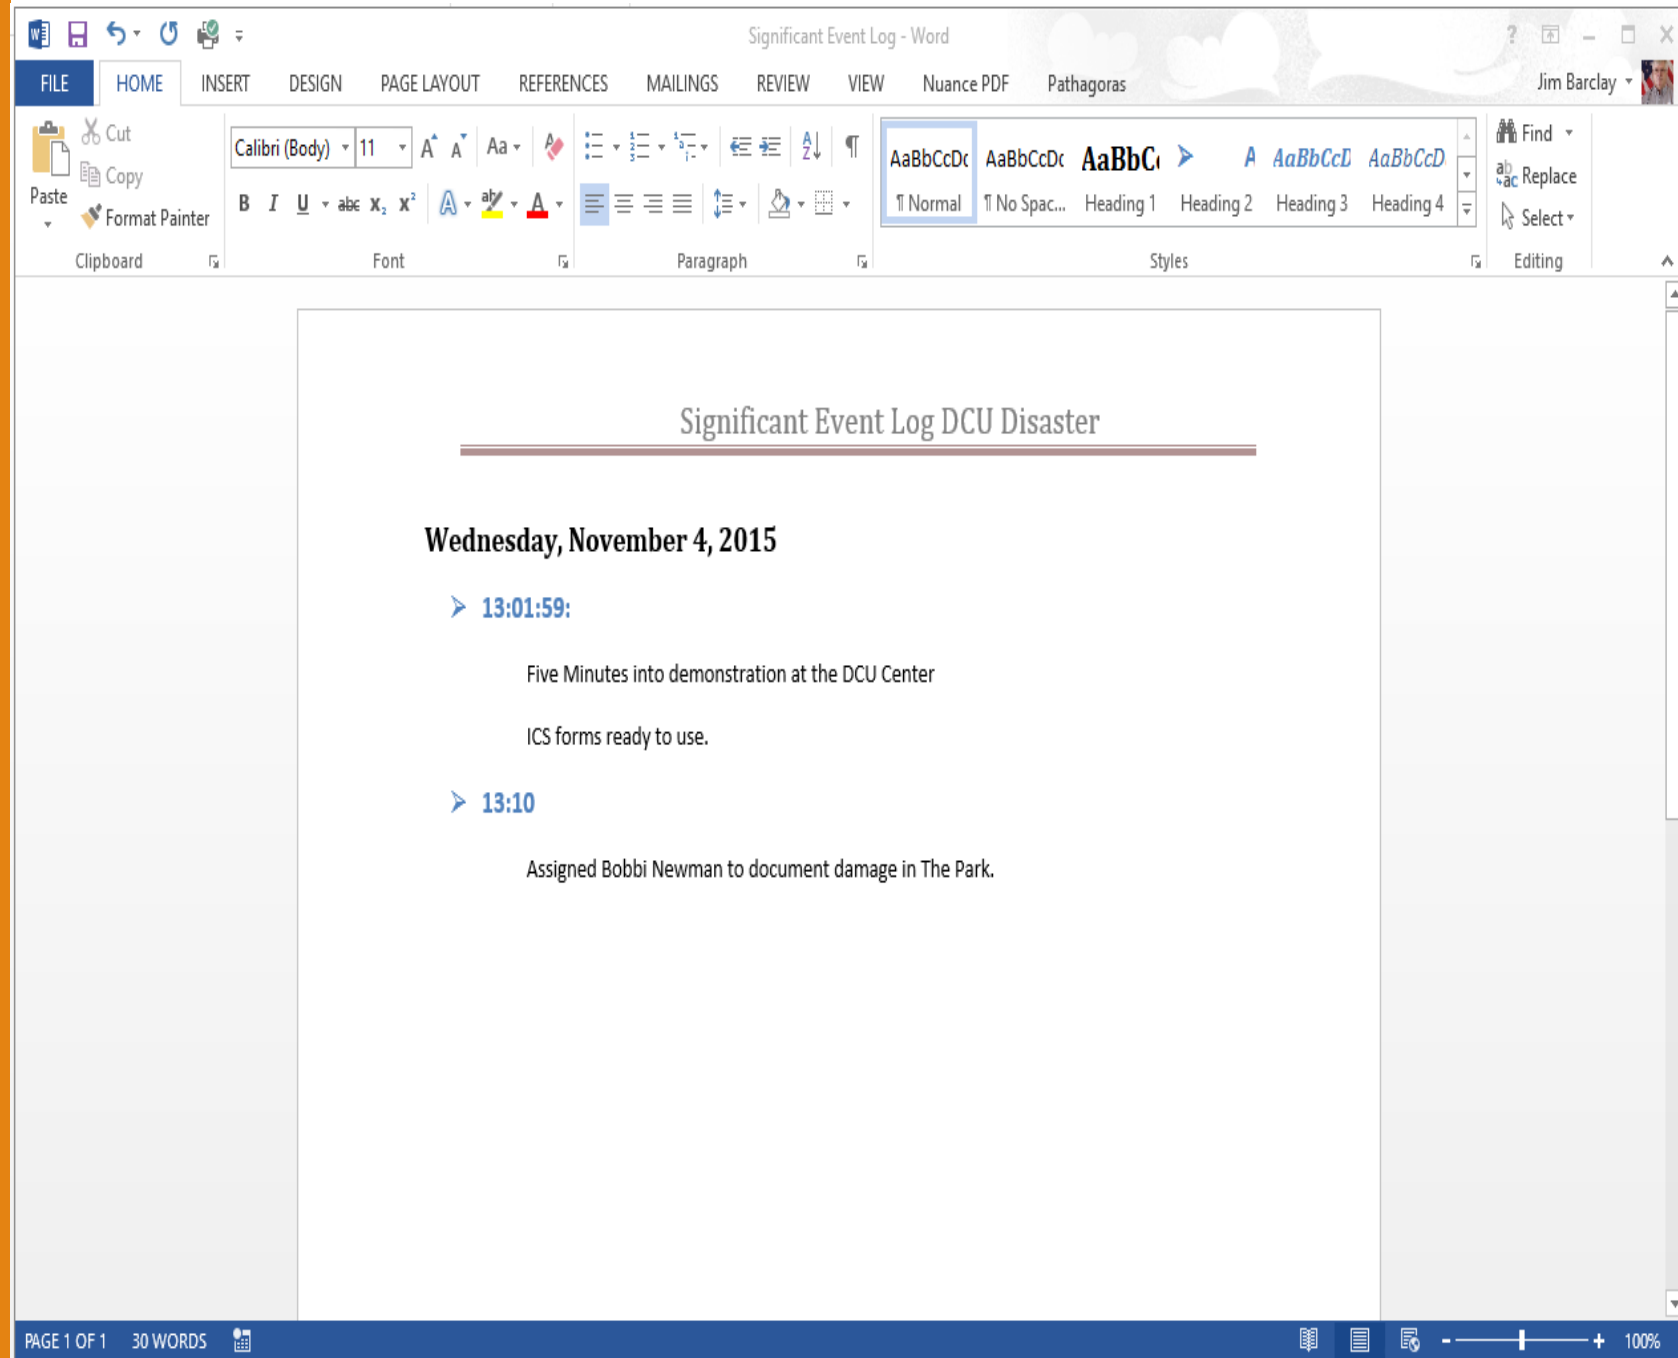 Significant Event Log - Word
FILE HOME INSERT DESIGN PAGE LAYOUT REFERENCES MAILINGS REVIEW VIEW Nuance PDF Pathagoras Jim Barclay
Paste
Cut
Copy
Format Painter
Clipboard
Calibri (Body) 11
Font
Paragraph
AaBbCcDc AaBbCcDc AaBbC A AaBbCcD AaBbCcD
¶ Normal ¶ No Spac... Heading 1 Heading 2 Heading 3 Heading 4
Styles
Find
Replace
Select
Editing
Significant Event Log DCU Disaster
Wednesday, November 4, 2015
➢ 13:01:59:
Five Minutes into demonstration at the DCU Center
ICS forms ready to use.
➢ 13:10
Assigned Bobbi Newman to document damage in The Park.
PAGE 1 OF 1 30 WORDS 100%